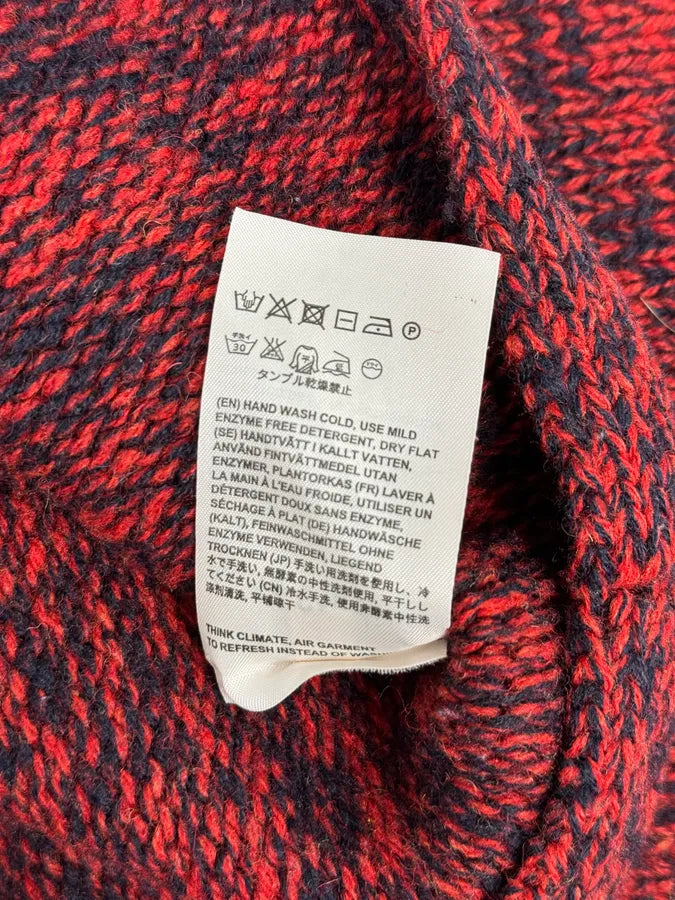 P
手洗イ
30
タンブル乾燥禁止
(EN) HAND WASH COLD, USE MILD
ENZYME FREE DETERGENT, DRY FLAT
(SE) HANDTVÄTT I KALLT VATTEN,
ANVÄND FINTVÄTTMEDEL UTAN
ENZYMER, PLANTORKAS (FR) LAVER À
LA MAIN À L'EAU FROIDE, UTILISER UN
DÉTERGENT DOUX SANS ENZYME,
SÉCHAGE À PLAT (DE) HANDWÄSCHE
(KALT), FEINWASCHMITTEL OHNE
ENZYME VERWENDEN, LIEGEND
TROCKNEN (JP) 手洗い用洗剤を使用し、冷
水で手洗い, 無酵素の中性洗剤使用, 平干しし
てください (CN) 冷水手洗, 使用非酵素中性洗
涤剂清洗, 平铺晾干
THINK CLIMATE, AIR GARMENT
TO REFRESH INSTEAD OF